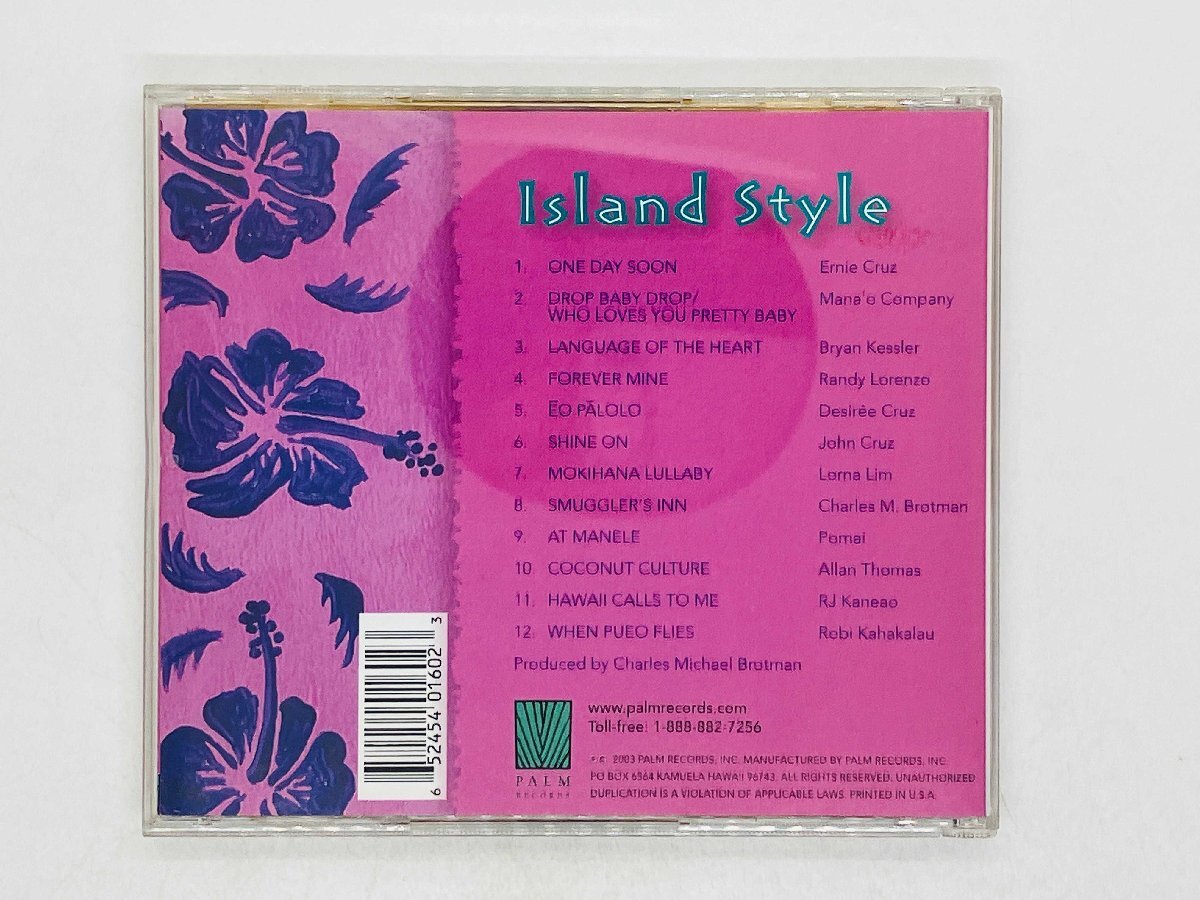 Island Style
1. ONE DAY SOON Ernie Cruz
2 DROP BABY DROP/ Mana'o Company
WHO LOVES YOU PRETTY BABY
3. LANGUAGE OF THE HEART Bryan Kessler
4. FOREVER MINE Randy Lorenzo
5. ĒO PĀLOLO Desirêe Cruz
6. SHINE ON John Cruz
7. MOKIHANA LULLABY Lorna Lim
8. SMUGGLER'S INN Charles M. Brotman
9. AT MANELE Pomai
10. COCONUT CULTURE Allan Thomas
11. HAWAII CALLS TO ME RJ Kaneao
12. WHEN PUEO FLIES Robi Kahakalau
Produced by Charles Michael Brotman
www.palmrecords.com
Toll-free: 1-888-882-7256
PALM
RECORDS
2003 PALM RECORDS, INC. MANUFACTURED BY PALM RECORDS, INC.
PO BOX 6564 KAMUELA HAWAII 96743. ALL RIGHTS RESERVED. UNAUTHORIZED
DUPLICATION IS A VIOLATION OF APPLICABLE LAWS. PRINTED IN U.S.A.
6 52454 01602 3